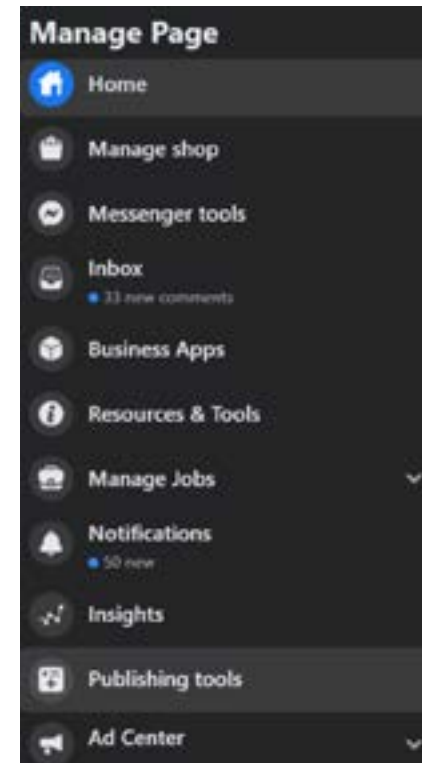 Manage Page
Home
Manage shop
Messenger tools
Inbox
33 new comments
Business Apps
Resources & Tools
Manage Jobs
Notifications
50 new
Insights
Publishing tools
Ad Center